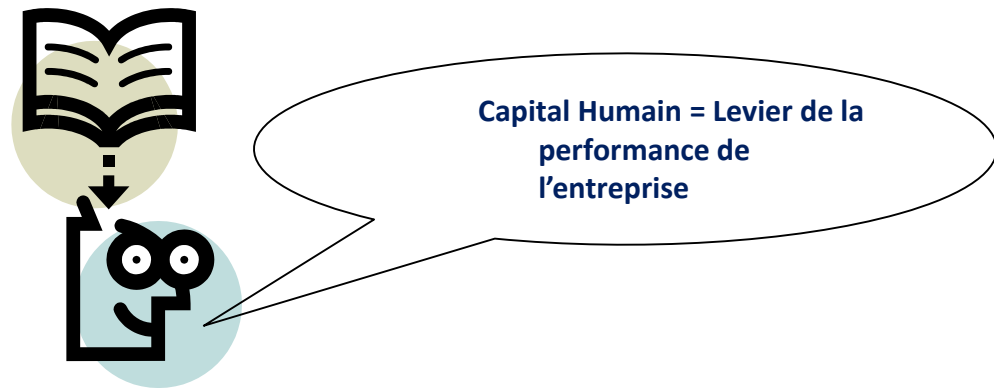 Capital Humain = Levier de la
performance de
l’entreprise